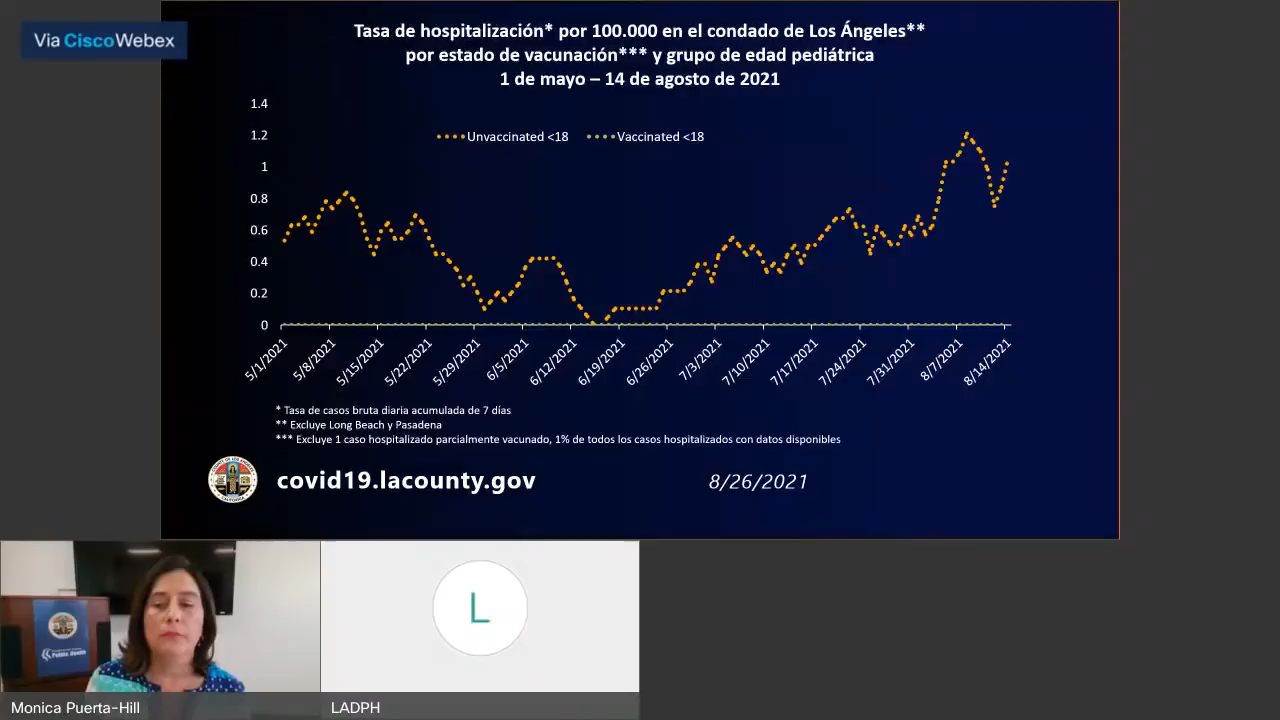 Via Cisco Webex
Tasa de hospitalización* por 100.000 en el condado de Los Ángeles**
por estado de vacunación*** y grupo de edad pediátrica
1 de mayo – 14 de agosto de 2021
1.4
1.2
1
0.8
0.6
0.4
0.2
0
Unvaccinated <18
Vaccinated <18
5/1/2021
5/8/2021
5/15/2021
5/22/2021
5/29/2021
6/5/2021
6/12/2021
6/19/2021
6/26/2021
7/3/2021
7/10/2021
7/17/2021
7/24/2021
7/31/2021
8/7/2021
8/14/2021
* Tasa de casos bruta diaria acumulada de 7 días
** Excluye Long Beach y Pasadena
*** Excluye 1 caso hospitalizado parcialmente vacunado, 1% de todos los casos hospitalizados con datos disponibles
covid19.lacounty.gov
8/26/2021
Public Health
L
Monica Puerta-Hill
LADPH